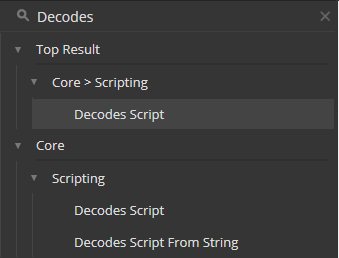 Decodes
Top Result
Core > Scripting
Decodes Script
Core
Scripting
Decodes Script
Decodes Script From String